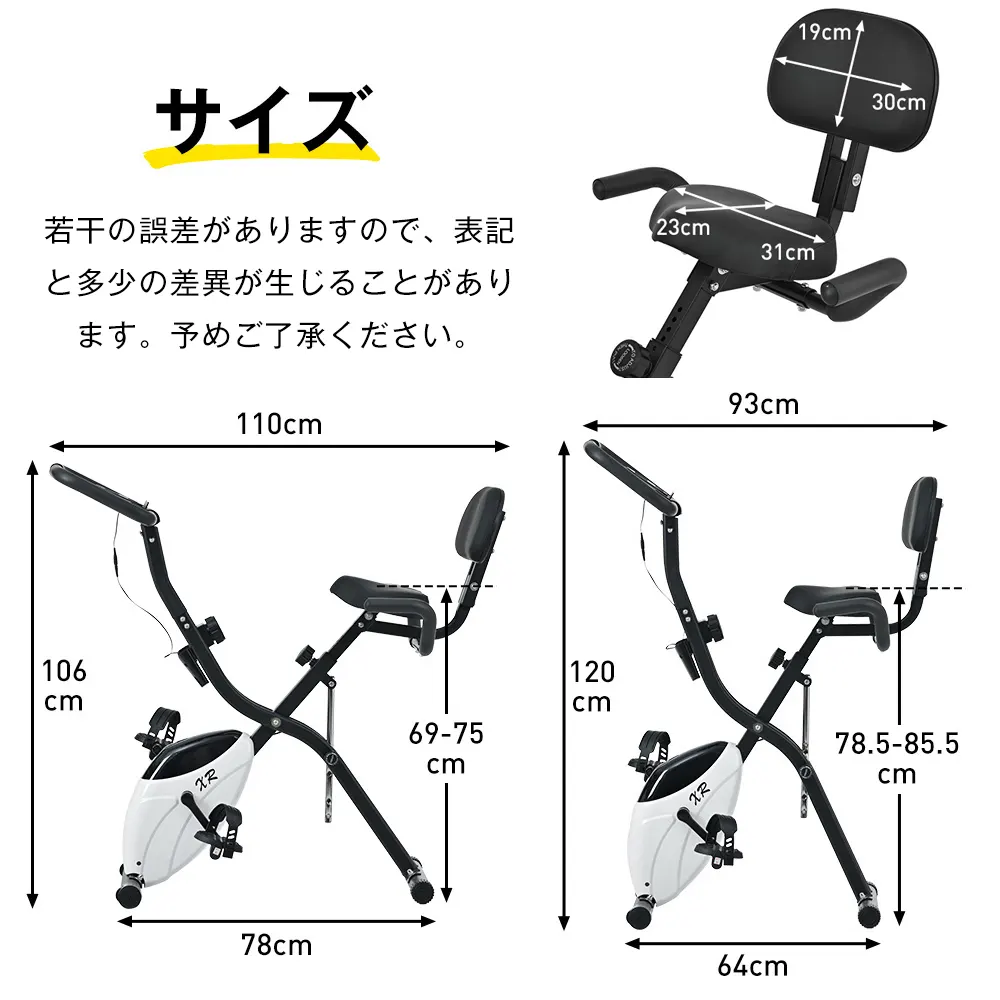 サイズ
若干の誤差がありますので、表記
と多少の差異が生じることがあり
ます。予めご了承ください。
19cm
30cm
23cm
31cm
110cm
106
cm
69-75
cm
XR
78cm
93cm
120
cm
78.5-85.5
cm
XR
64cm